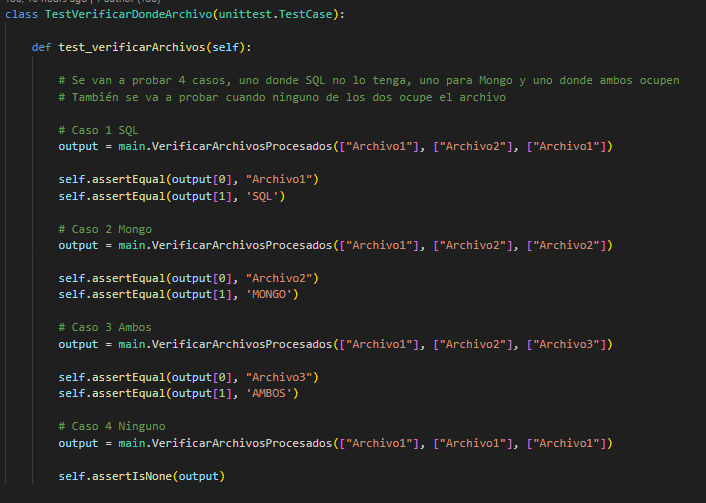 class TestVerificarDondeArchivo(unittest.TestCase):
def test_verificarArchivos(self):
# Se van a probar 4 casos, uno donde SQL no lo tenga, uno para Mongo y uno donde ambos ocupen
# También se va a probar cuando ninguno de los dos ocupe el archivo
# Caso 1 SQL
output = main.VerificarArchivosProcesados(["Archivo1"], ["Archivo2"], ["Archivo1"])
self.assertEqual(output[0], "Archivo1")
self.assertEqual(output[1], 'SQL')
# Caso 2 Mongo
output = main.VerificarArchivosProcesados(["Archivo1"], ["Archivo2"], ["Archivo2"])
self.assertEqual(output[0], "Archivo2")
self.assertEqual(output[1], 'MONGO')
# Caso 3 Ambos
output = main.VerificarArchivosProcesados(["Archivo1"], ["Archivo2"], ["Archivo3"])
self.assertEqual(output[0], "Archivo3")
self.assertEqual(output[1], 'AMBOS')
# Caso 4 Ninguno
output = main.VerificarArchivosProcesados(["Archivo1"], ["Archivo1"], ["Archivo1"])
self.assertIsNone(output)